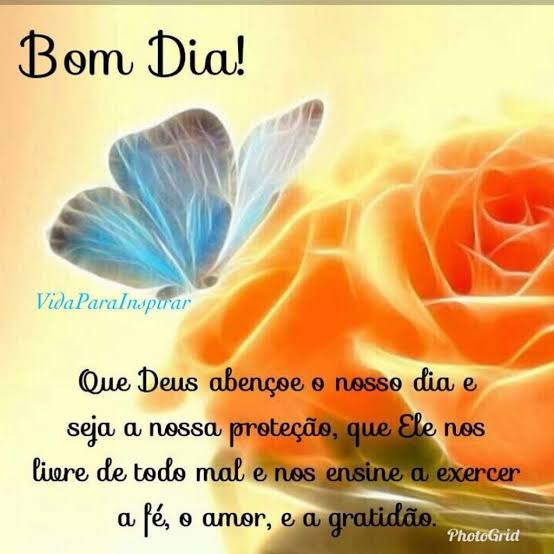 Bom Dia!
VidaParaInspirar
Que Deus abençoe o nosso dia e
seja a nossa proteção, que Ele nos
livre de todo mal e nos ensine a exercer
a fé, o amor, e a gratidão.
PhotoGrid